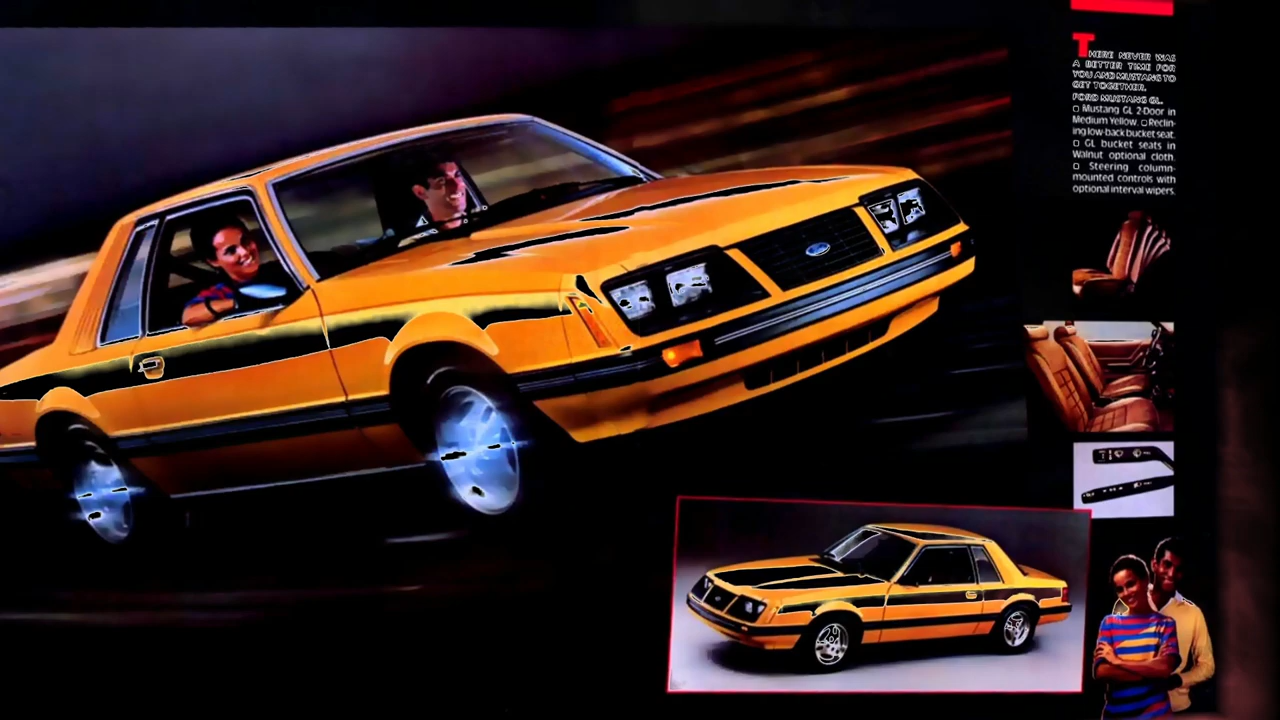 THERE NEVER WAS
A BETTER TIME FOR
YOU AND MUSTANG TO
GET TOGETHER.
FORD MUSTANG GL.
□ Mustang GL 2-Door in
Medium Yellow. □ Reclin-
ing low-back bucket seat.
□ GL bucket seats in
Walnut optional cloth.
□ Steering column-
mounted controls with
optional interval wipers.
Ford